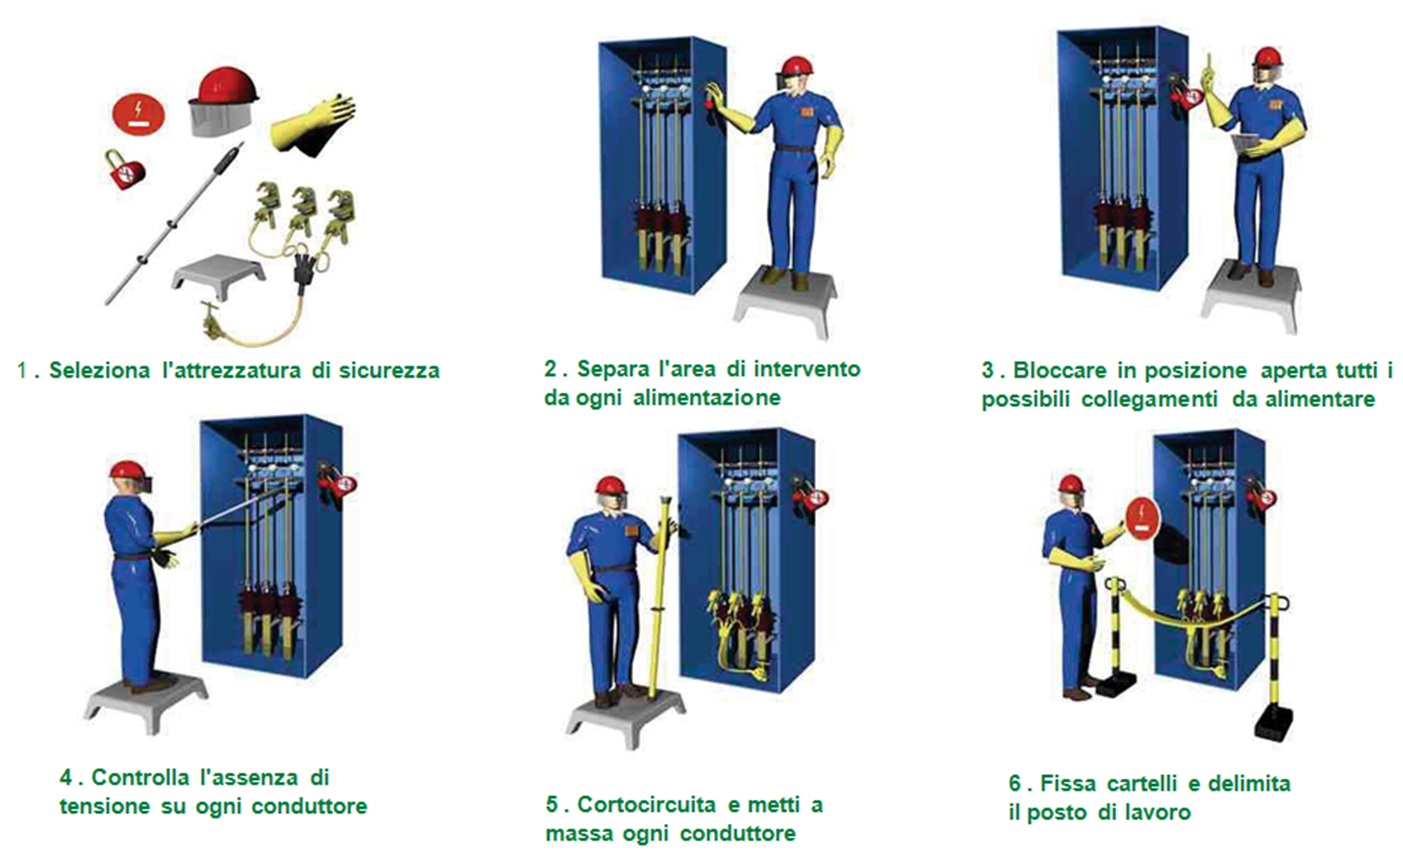 1. Seleziona l'attrezzatura di sicurezza
2. Separa l'area di intervento
da ogni alimentazione
3. Bloccare in posizione aperta tutti i
possibili collegamenti da alimentare
4. Controlla l'assenza di
tensione su ogni conduttore
5. Cortocircuita e metti a
massa ogni conduttore
6. Fissa cartelli e delimita
il posto di lavoro